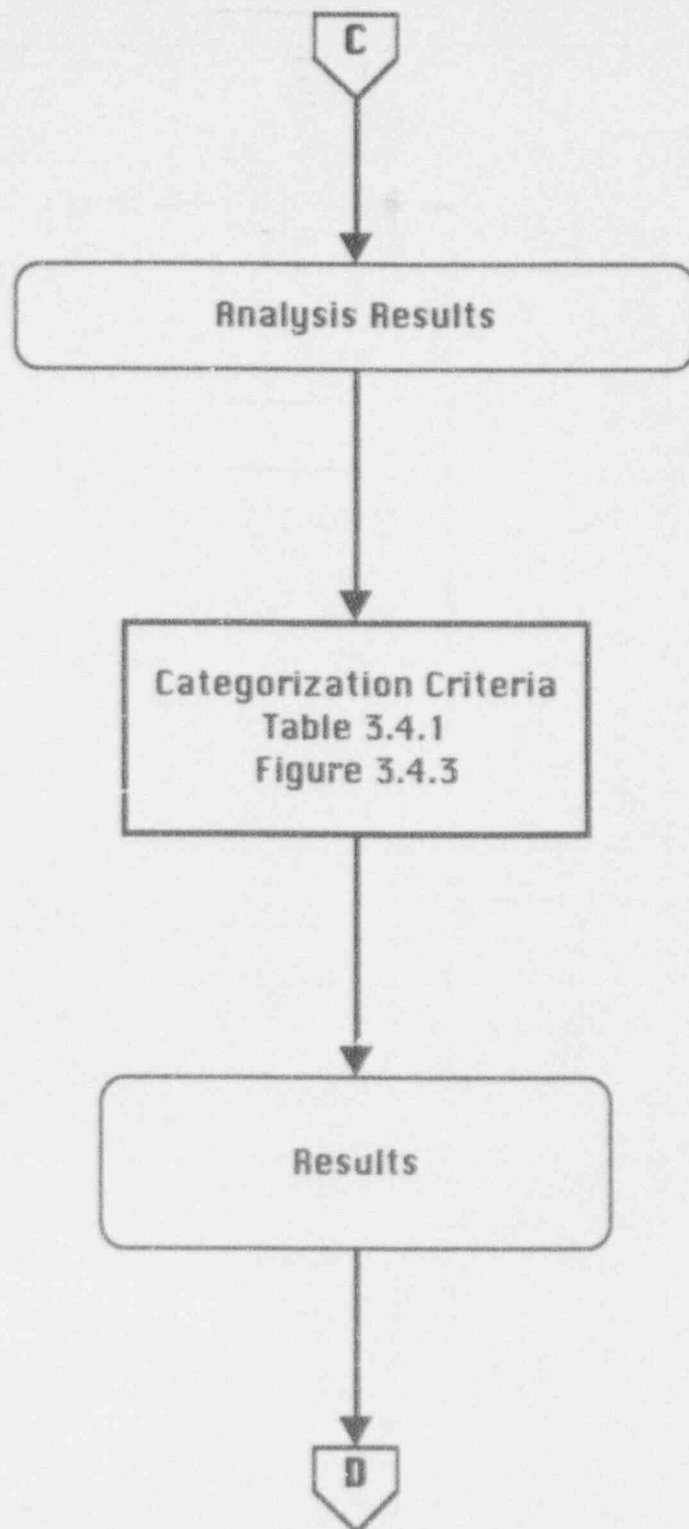 C
Analysis Results
Categorization Criteria
Table 3.4.1
Figure 3.4.3
Results
D